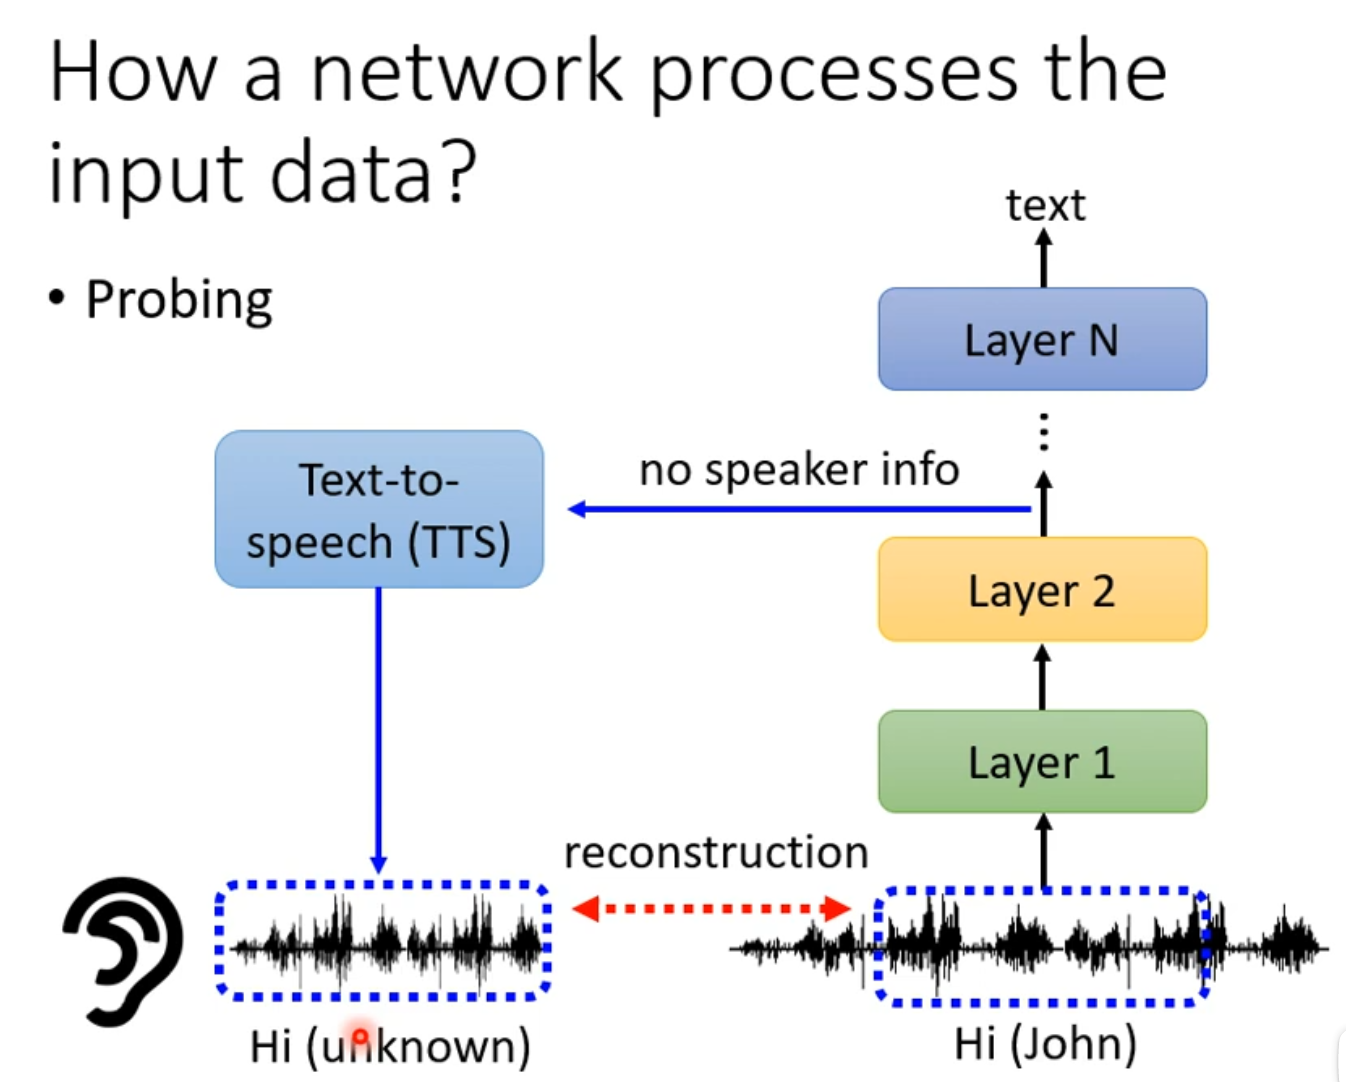 How a network processes the
input data?
• Probing
text
Layer N
no speaker info
Text-to-
speech (TTS)
Layer 2
Layer 1
reconstruction
Hi (unknown)
Hi (John)